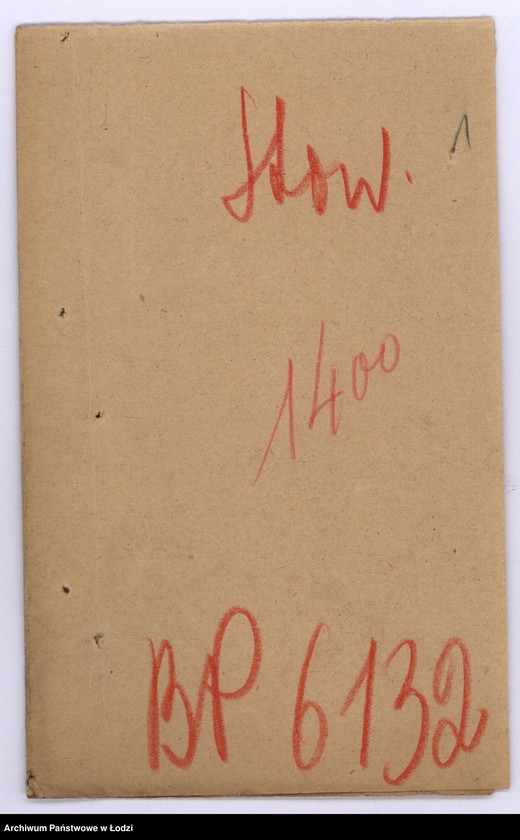 1
Stow.
1400
BP 6132
Archiwum Państwowe w Łodzi